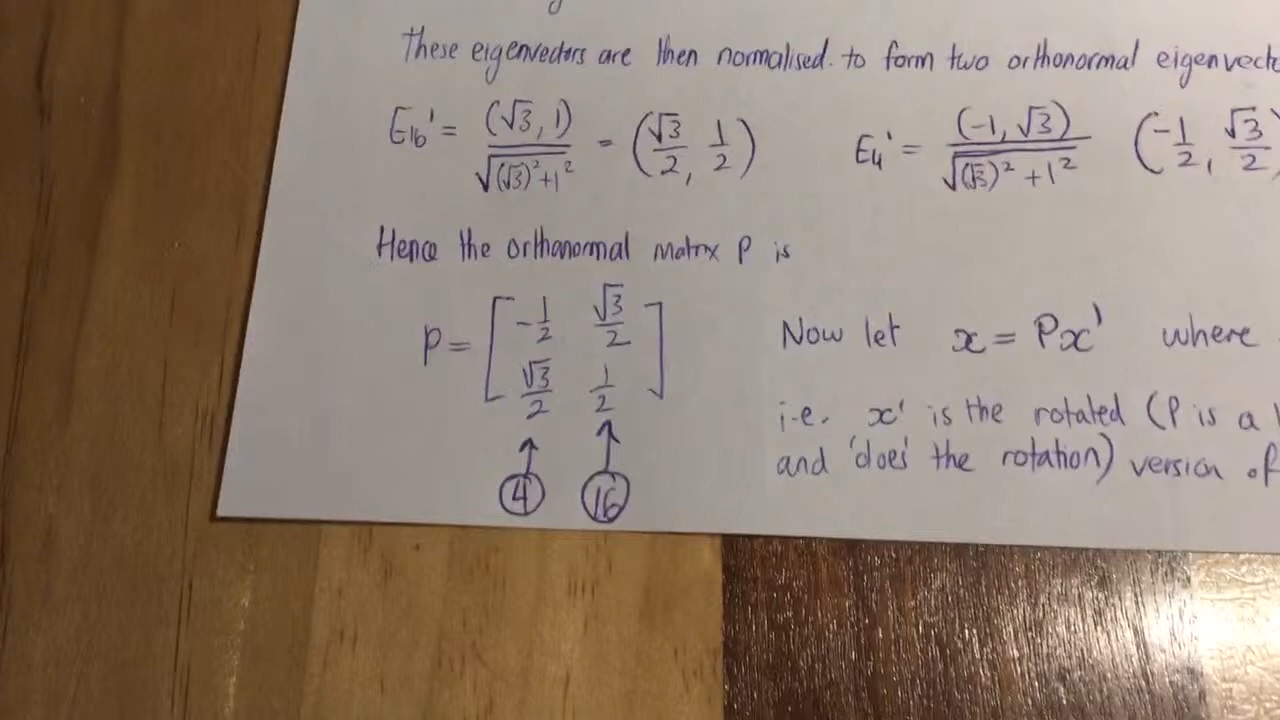 These eigenvectors are then normalised. to form two orthonormal eigenvect
E16' = (√3, 1) / √((√3)²+1²) = (√3/2, 1/2) E4' = (-1, √3) / √((√3)²+1²) (-1/2, √3/2)
Hence the orthonormal matrix P is
P = [-1/2 √3/2
√3/2 1/2]
4 16
Now let x = Px' where
i.e. x' is the rotated (P is a
and 'does' the rotation) version of